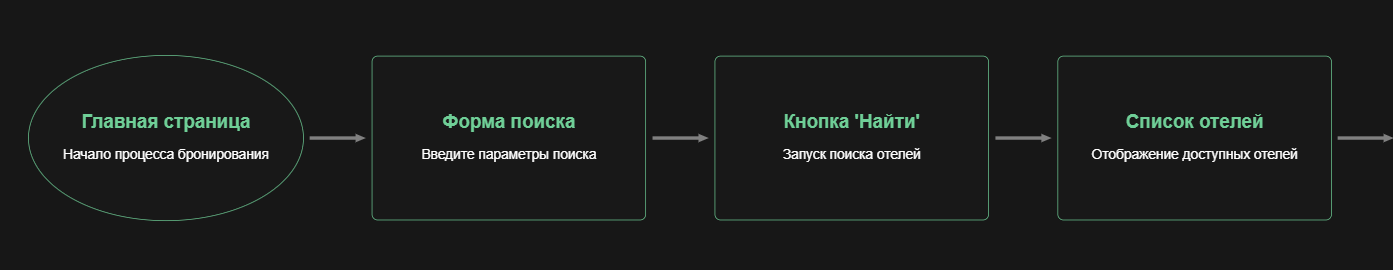 Главная страница
Начало процесса бронирования
Форма поиска
Введите параметры поиска
Кнопка 'Найти'
Запуск поиска отелей
Список отелей
Отображение доступных отелей